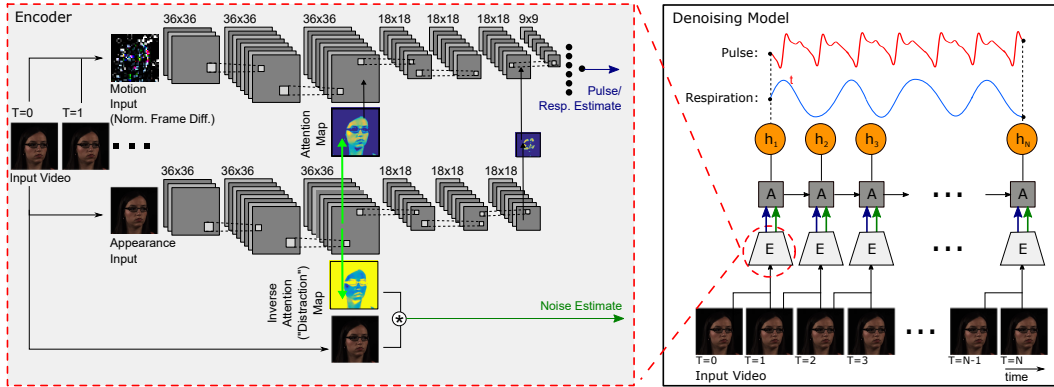 Encoder
36x36
36x36
36x36
18x18
18x18
18x18
9x9
T=0
T=1
Motion
Input
(Norm. Frame Diff.)
Input Video
Attention
Map
Pulse/
Resp. Estimate
36x36
36x36
36x36
18x18
18x18
18x18
Appearance
Input
Inverse
Attention
("Distraction")
Map
*
Noise Estimate
Denoising Model
Pulse:
t
Respiration:
h1
h2
h3
hN
A
A
A
...
A
E
E
E
...
E
...
T=0
T=1
T=2
T=3
T=N-1
T=N
Input Video
time